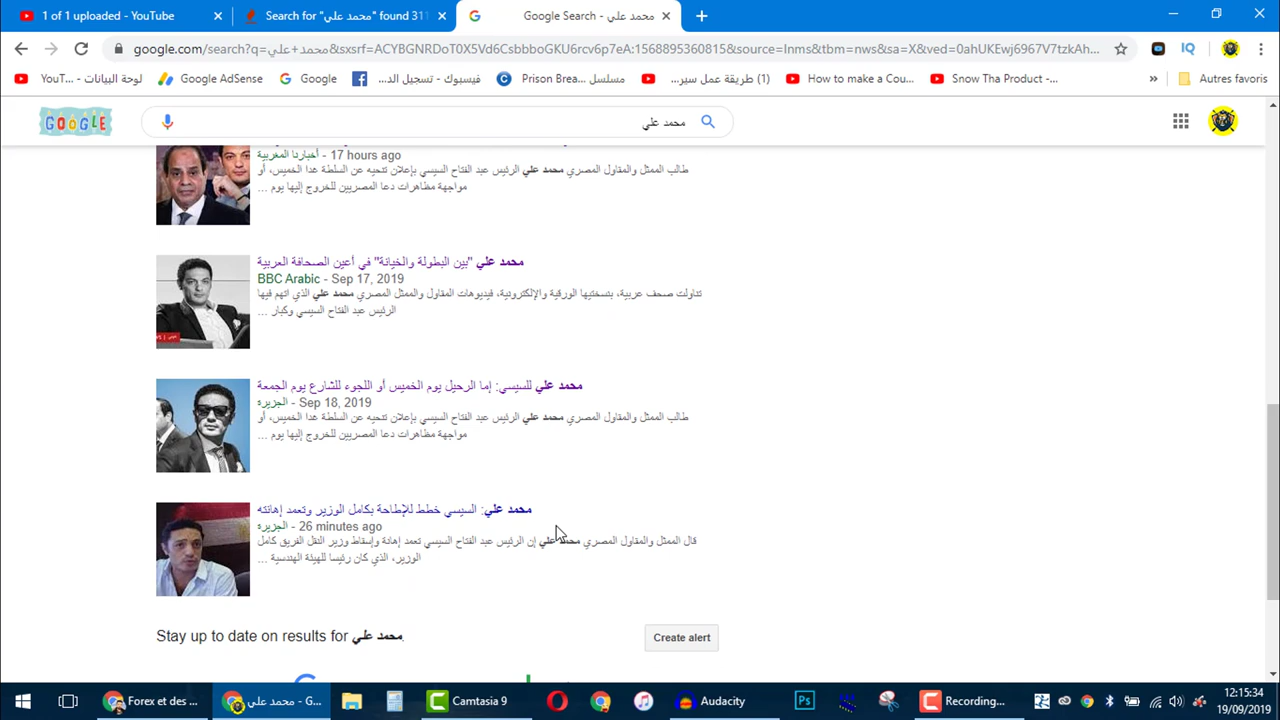 1 of 1 uploaded - YouTube
Search for "محمد علي" found 311
محمد علي - Google Search
google.com/search?q=محمد+علي&sxsrf=ACYBGNRDoT0X5Vd6CsbbboGKU6rcv6p7eA:1568895360815&source=lnms&tbm=nws&sa=X&ved=0ahUKEwj6967V7tzkAh...
IQ
لوحة البيانات - YouT...
Google AdSense
Google
فيسبوك - تسجيل الد...
مسلسل Prison Brea...
(1) طريقة عمل سير...
How to make a Cou...
Snow Tha Product -...
»
Autres favoris
GOOGLE
محمد علي
أخبارنا المغربية - 17 hours ago
طالب الممثل والمقاول المصري محمد علي الرئيس عبد الفتاح السيسي بإعلان تنحيه عن السلطة غدا الخميس، أو
مواجهة مظاهرات دعا المصريين للخروج إليها يوم ...
محمد علي "بين البطولة والخيانة" في أعين الصحافة العربية
BBC Arabic - Sep 17, 2019
تناولت صحف عربية، بنسختيها الورقية والإلكترونية، فيديوهات المقاول والممثل المصري محمد علي الذي اتهم فيها
الرئيس عبد الفتاح السيسي وكبار ...
محمد علي للسيسي: إما الرحيل يوم الخميس أو اللجوء للشارع يوم الجمعة
الجزيرة - Sep 18, 2019
طالب الممثل والمقاول المصري محمد علي الرئيس عبد الفتاح السيسي بإعلان تنحيه عن السلطة غدا الخميس، أو
مواجهة مظاهرات دعا المصريين للخروج إليها يوم ...
محمد علي: السيسي خطط للإطاحة بكامل الوزير وتعمد إهانته
الجزيرة - 26 minutes ago
قال الممثل والمقاول المصري محمد علي إن الرئيس عبد الفتاح السيسي تعمد إهانة وإسقاط وزير النقل الفريق كامل
الوزير، الذي كان رئيسا للهيئة الهندسية ...
Stay up to date on results for محمد علي.
Create alert
Forex et des ...
محمد علي - G...
Camtasia 9
Audacity
Ps
Recording...
12:15:34
19/09/2019